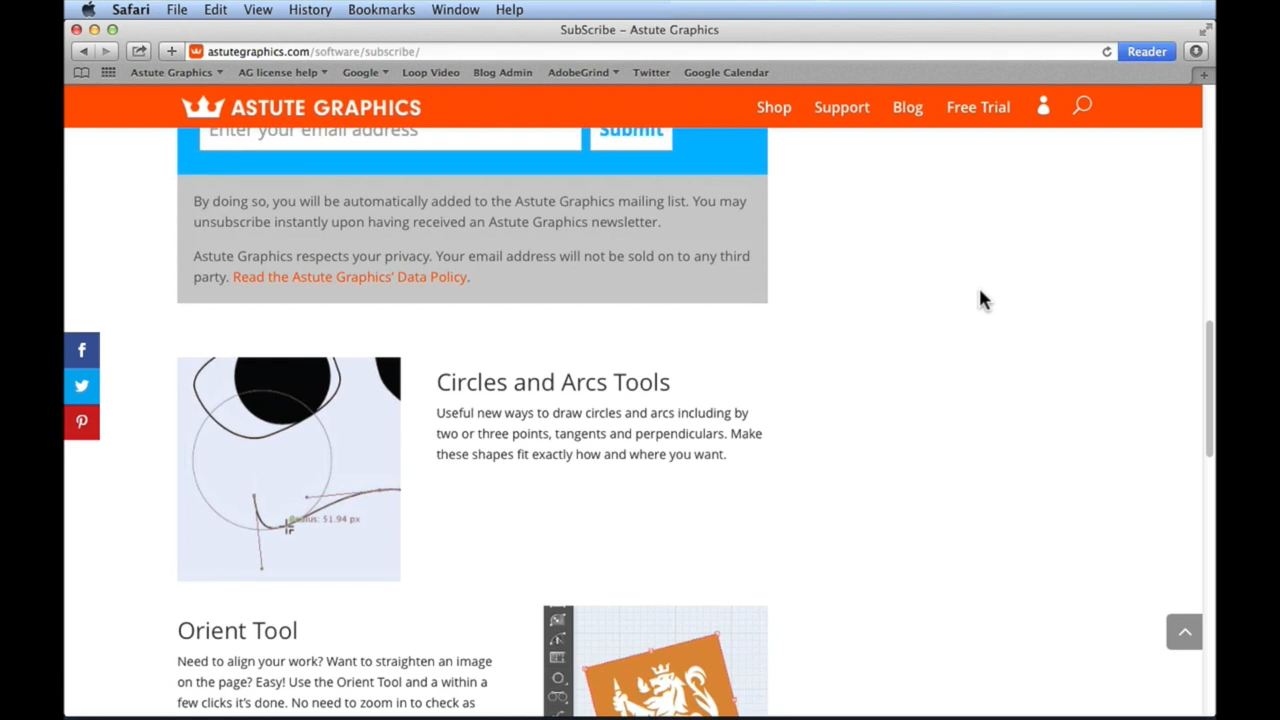 Safari File Edit View History Bookmarks Window Help
SubScribe – Astute Graphics
astutegraphics.com/software/subscribe/
Reader
Astute Graphics AG license help Google Loop Video Blog Admin AdobeGrind Twitter Google Calendar
ASTUTE GRAPHICS Shop Support Blog Free Trial
Enter your email address Submit
By doing so, you will be automatically added to the Astute Graphics mailing list. You may
unsubscribe instantly upon having received an Astute Graphics newsletter.
Astute Graphics respects your privacy. Your email address will not be sold on to any third
party. Read the Astute Graphics’ Data Policy.
Circles and Arcs Tools
Useful new ways to draw circles and arcs including by
two or three points, tangents and perpendiculars. Make
these shapes fit exactly how and where you want.
51.94 px
Orient Tool
Need to align your work? Want to straighten an image
on the page? Easy! Use the Orient Tool and a within a
few clicks it’s done. No need to zoom in to check as